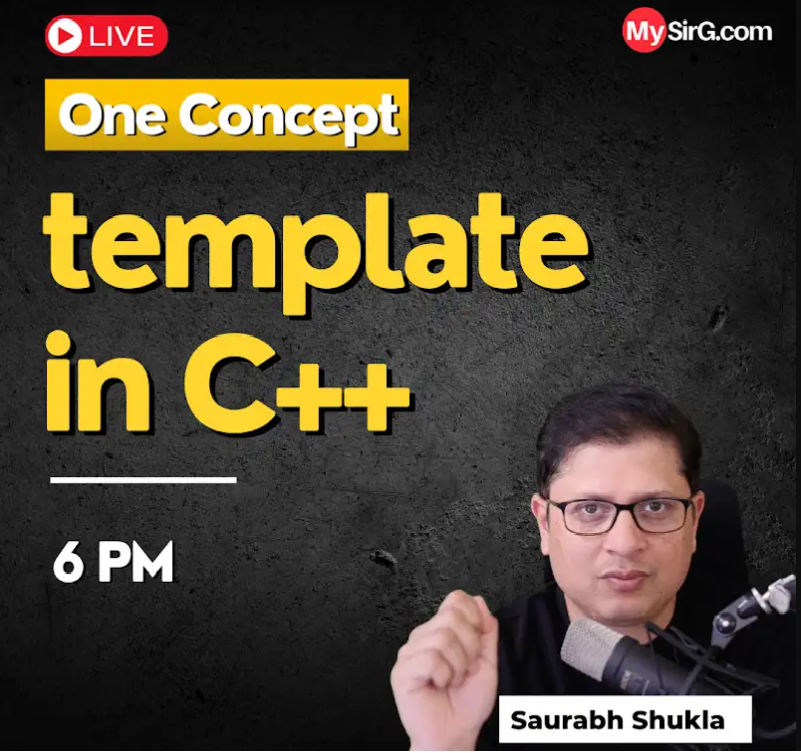 LIVE
MySirG.com
One Concept
template
in C++
6 PM
Saurabh Shukla